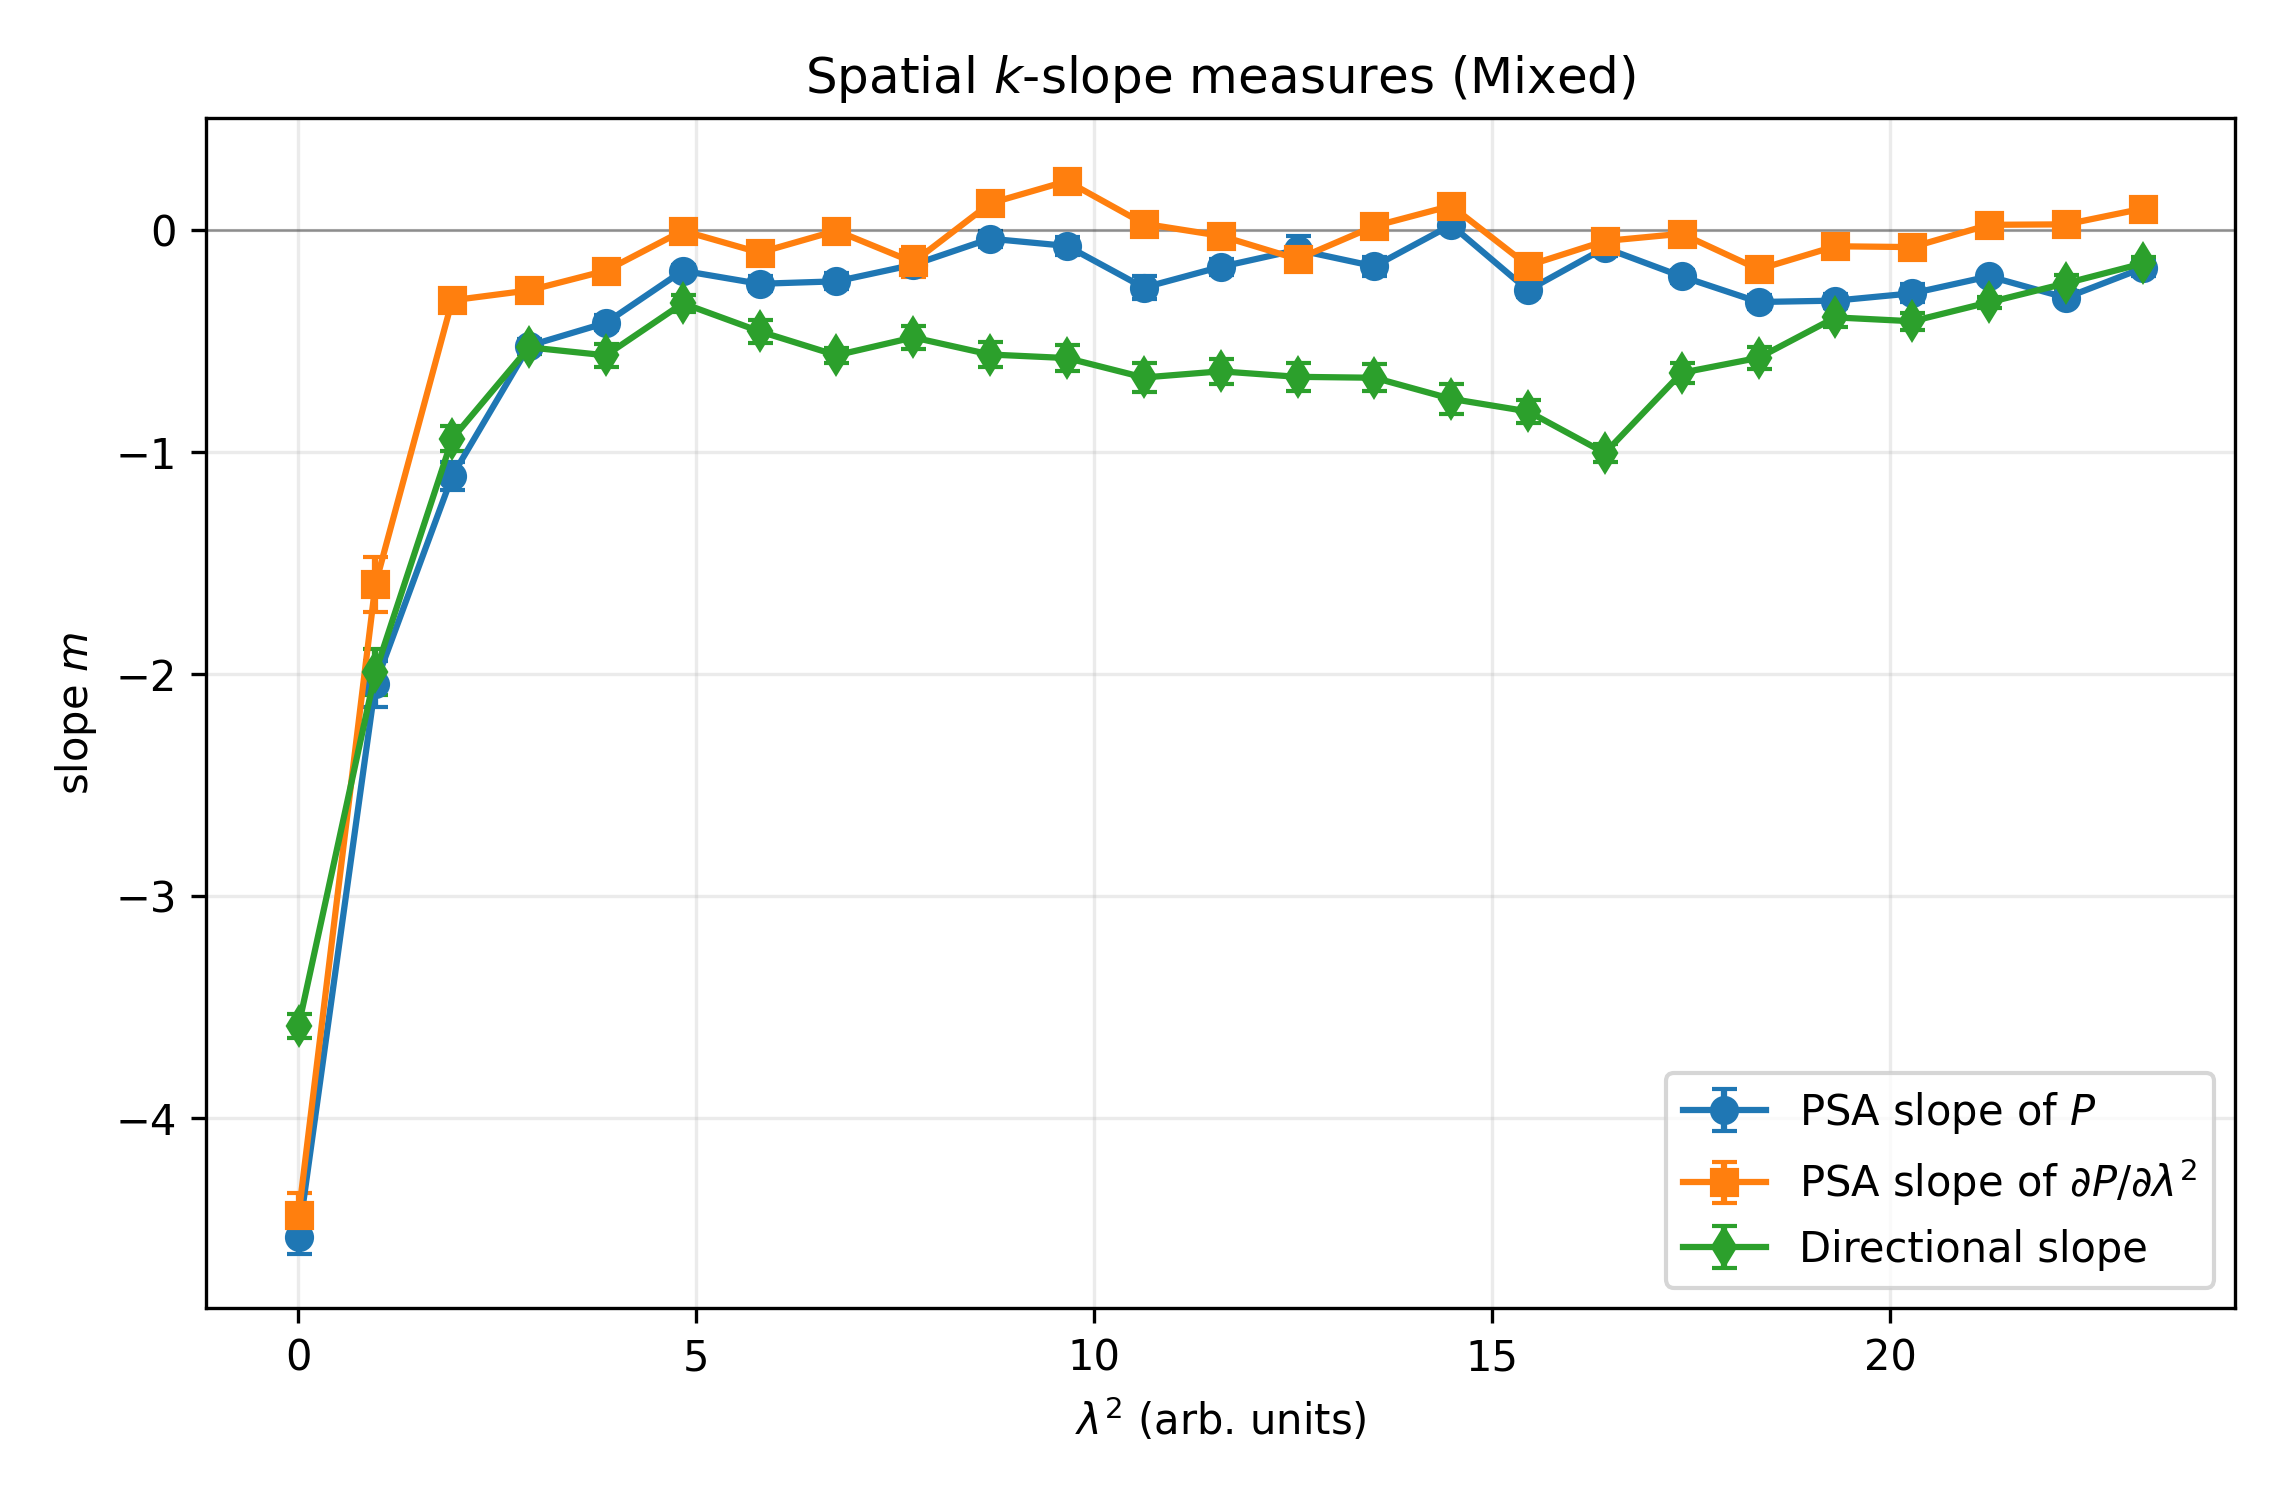 Spatial k-slope measures (Mixed)
slope m
0
−1
−2
−3
−4
0 5 10 15 20
λ² (arb. units)
PSA slope of P
PSA slope of ∂P/∂λ²
Directional slope